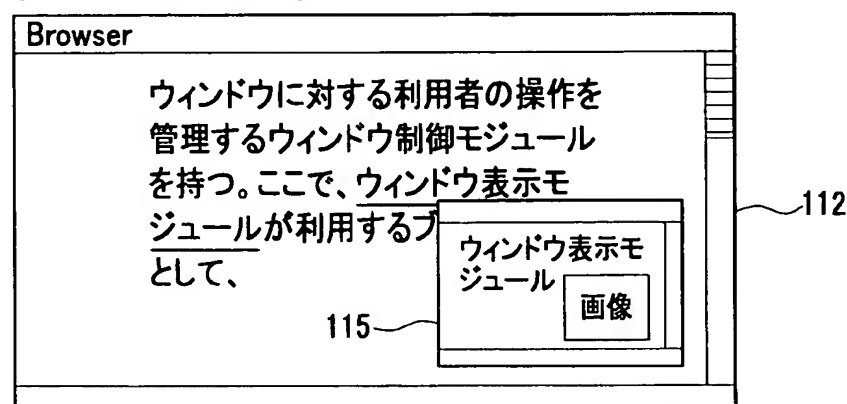 Browser
ウィンドウに対する利用者の操作を
管理するウィンドウ制御モジュール
を持つ。ここで、ウィンドウ表示モ
ジュールが利用するブ
として、
ウィンドウ表示モ
ジュール
画像
112
115